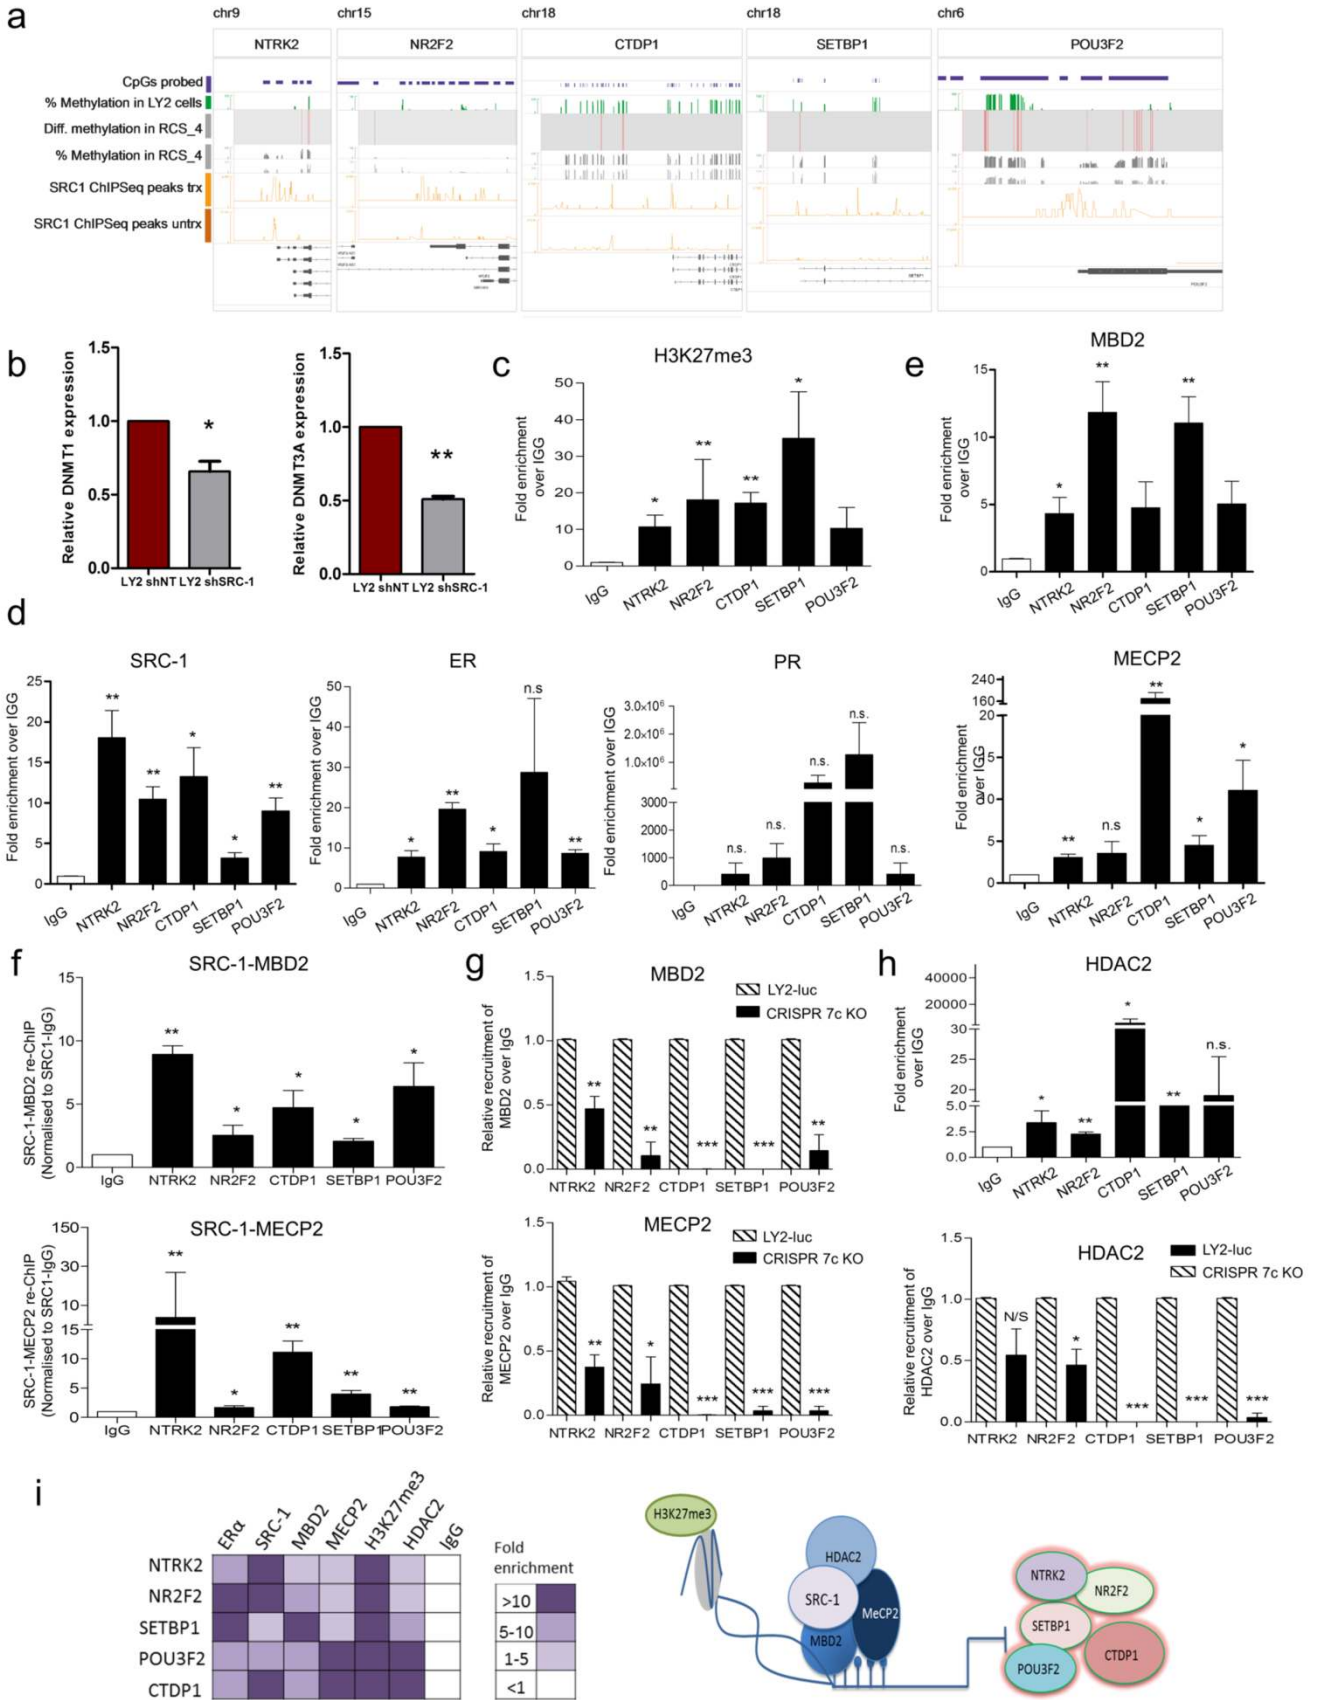 a
chr9 chr15 chr18 chr18 chr6
NTRK2 NR2F2 CTDP1 SETBP1 POU3F2
CpGs probed
% Methylation in LY2 cells
Diff. methylation in RCS_4
% Methylation in RCS_4
SRC1 ChIPSeq peaks trx
SRC1 ChIPSeq peaks untrx
SETBP1
POU3F2
b
Relative DNMT1 expression
1.5
1.0
0.5
0.0
*
LY2 shNT LY2 shSRC-1
Relative DNMT3A expression
1.5
1.0
0.5
0.0
**
LY2 shNT LY2 shSRC-1
c
H3K27me3
Fold enrichment
over IGG
50
40
30
20
10
0
* ** ** *
IgG NTRK2 NR2F2 CTDP1 SETBP1 POU3F2
e
MBD2
Fold enrichment
over IGG
15
10
5
0
* ** **
IgG NTRK2 NR2F2 CTDP1 SETBP1 POU3F2
d
SRC-1
Fold enrichment over IGG
25
20
15
10
5
0
** ** * * **
IgG NTRK2 NR2F2 CTDP1 SETBP1 POU3F2
ER
Fold enrichment over IGG
50
40
30
20
10
0
* ** * n.s **
IgG NTRK2 NR2F2 CTDP1 SETBP1 POU3F2
PR
Fold enrichment over IGG
3.0×10⁶
2.0×10⁶
1.0×10⁶
3000
2000
1000
0
n.s. n.s. n.s. n.s. n.s.
IgG NTRK2 NR2F2 CTDP1 SETBP1 POU3F2
MECP2
Fold enrichment
over IGG
240
160
20
5
0
5
0
** n.s ** * *
IgG NTRK2 NR2F2 CTDP1 SETBP1 POU3F2
f
SRC-1-MBD2
SRC-1-MBD2 re-ChIP
(Normalised to SRC1-IgG)
15
10
5
0
** * * * *
IgG NTRK2 NR2F2 CTDP1 SETBP1 POU3F2
SRC-1-MECP2
SRC-1-MECP2 re-ChIP
(Normalised to SRC1-IgG)
150
30
10
15
10
5
0
** * ** ** **
IgG NTRK2 NR2F2 CTDP1 SETBP1 POU3F2
g
MBD2
LY2-luc
CRISPR 7c KO
Relative recruitment of
MBD2 over IgG
1.5
1.0
0.5
0.0
** ** *** *** **
NTRK2 NR2F2 CTDP1 SETBP1 POU3F2
MECP2
LY2-luc
CRISPR 7c KO
Relative recruitment of
MECP2 over IgG
1.5
1.0
0.5
0.0
** * *** *** ***
NTRK2 NR2F2 CTDP1 SETBP1 POU3F2
h
HDAC2
Fold enrichment
over IGG
40000
20000
30
25
20
5.0
2.5
0.0
* ** * ** n.s.
IgG NTRK2 NR2F2 CTDP1 SETBP1 POU3F2
HDAC2
LY2-luc
CRISPR 7c KO
Relative recruitment of
HDAC2 over IgG
1.5
1.0
0.5
0.0
N/S * *** *** ***
NTRK2 NR2F2 CTDP1 SETBP1 POU3F2
i
ERα SRC-1 MBD2 MECP2 H3K27me3 HDAC2 IgG
NTRK2
NR2F2
SETBP1
POU3F2
CTDP1
Fold
enrichment
>10
5-10
1-5
<1
H3K27me3
HDAC2
SRC-1
MeCP2
MBD2
NTRK2
NR2F2
SETBP1
CTDP1
POU3F2